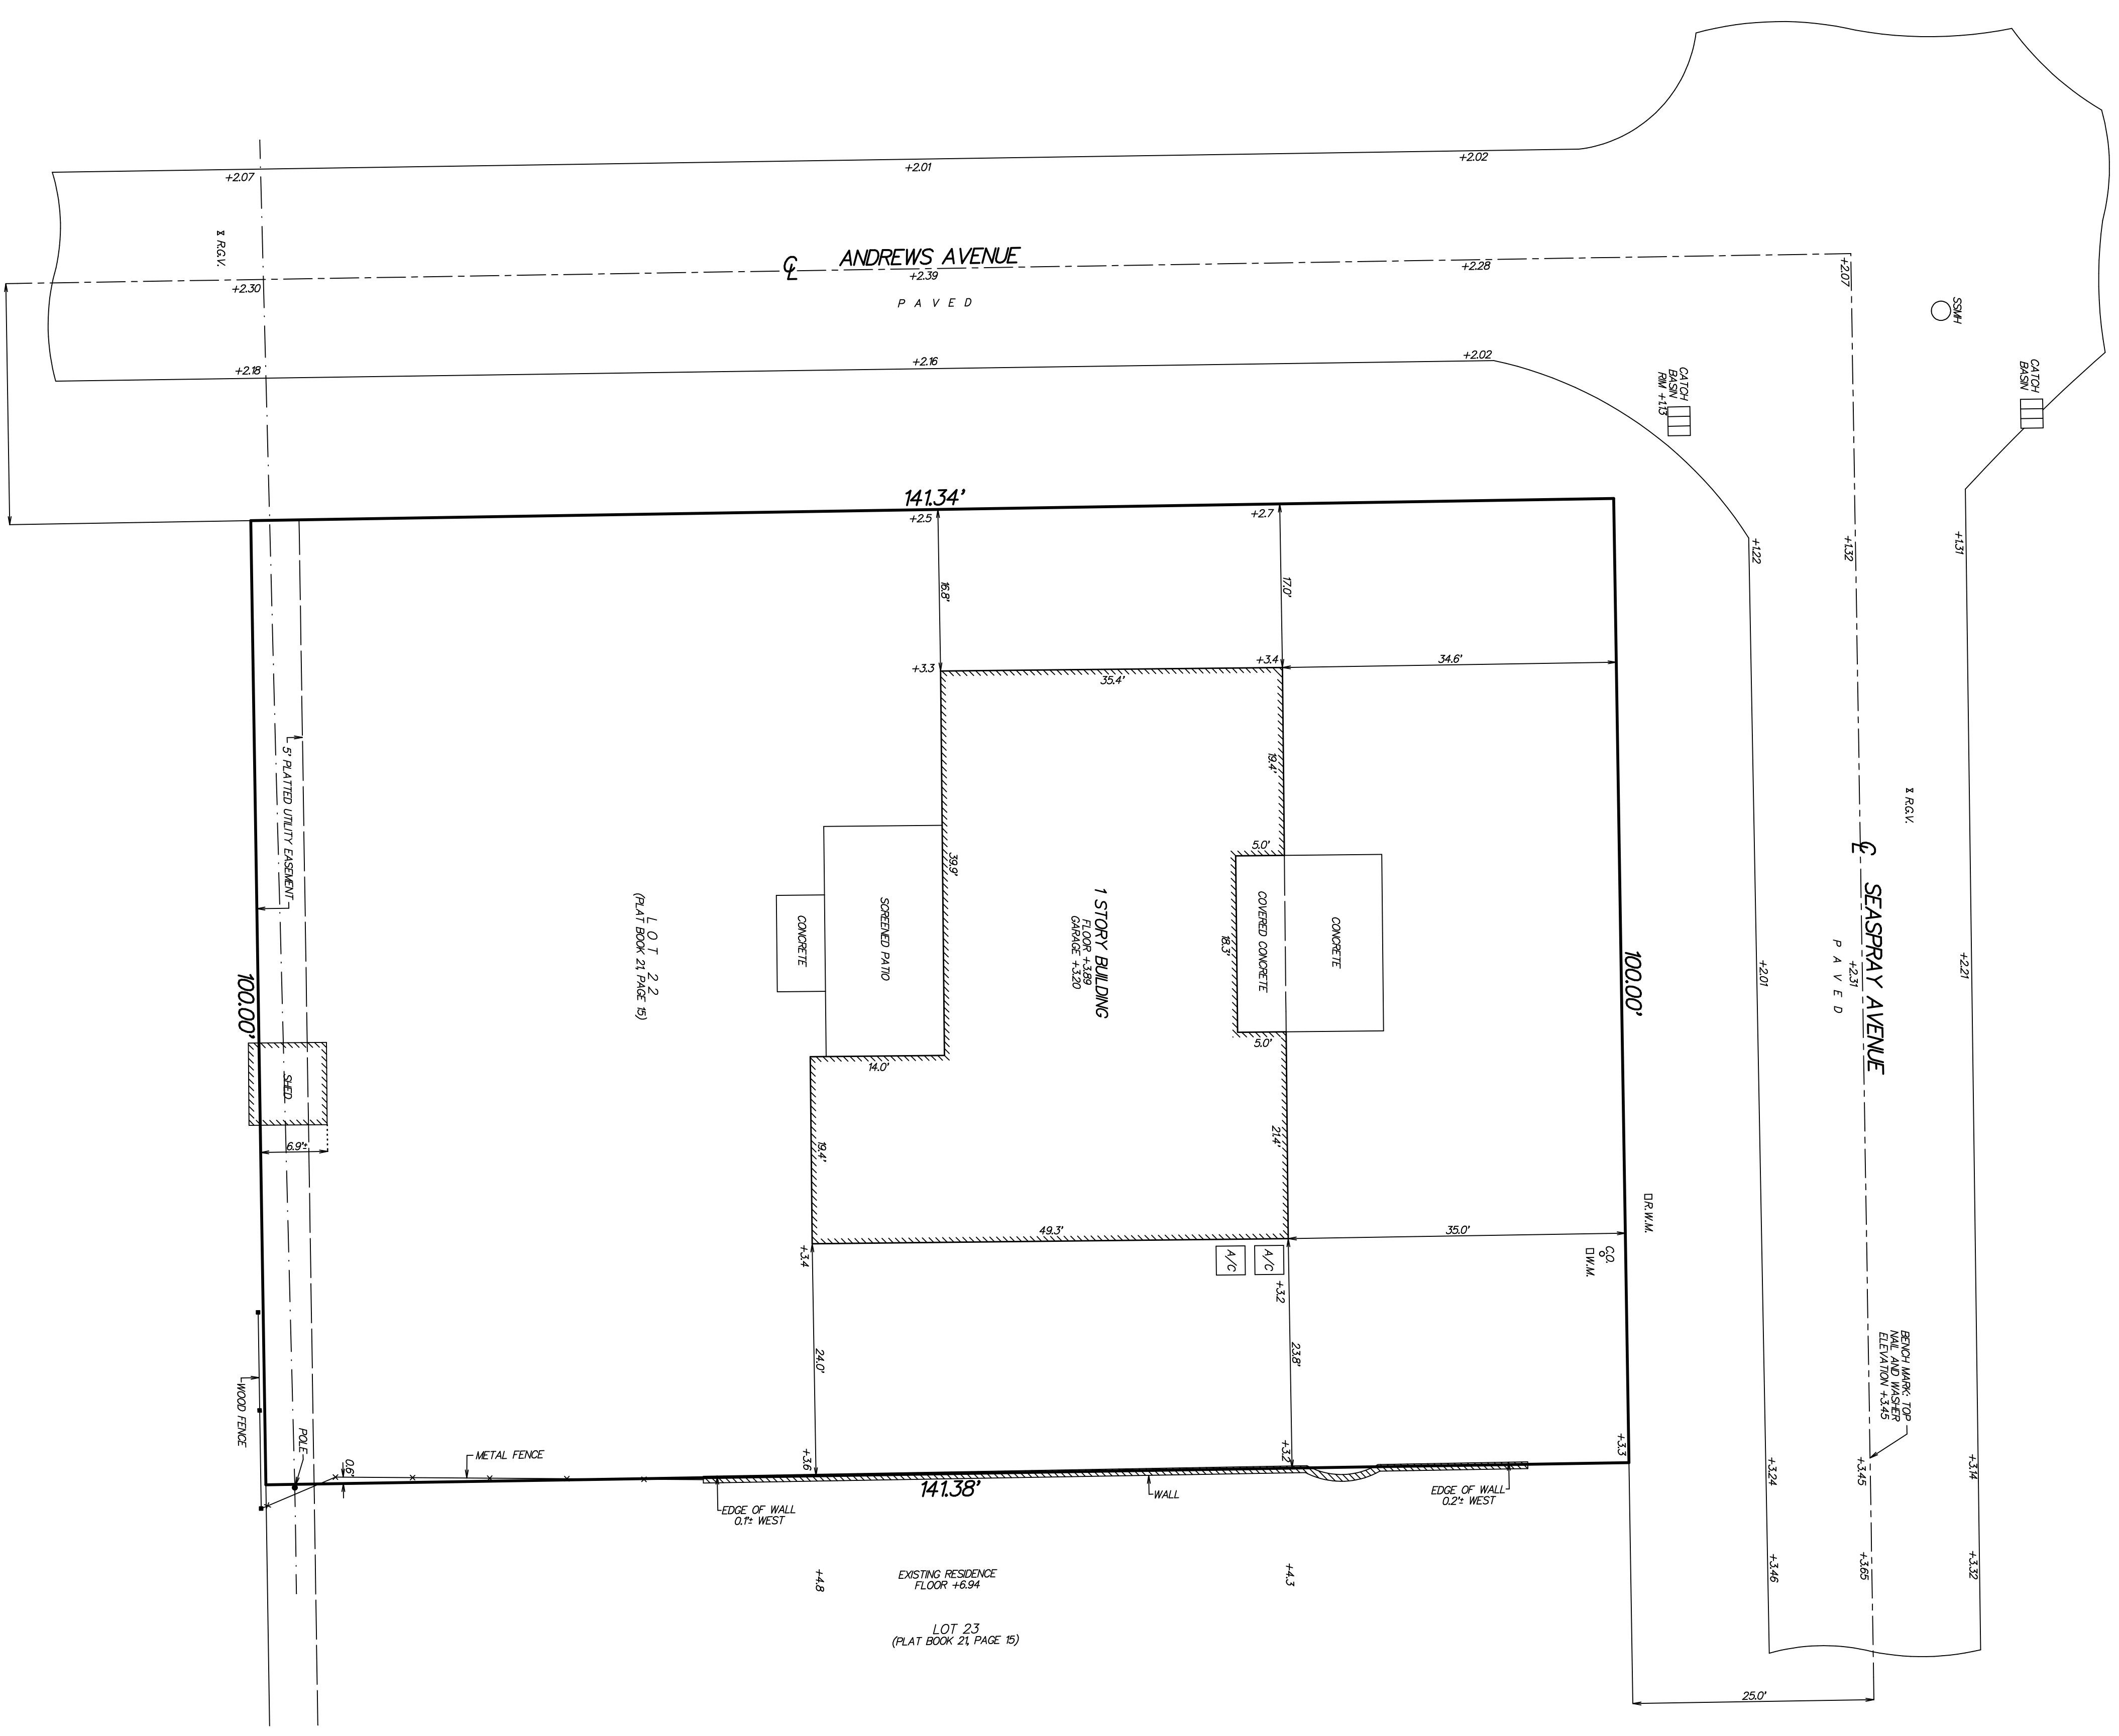 +2.07
+2.01
+2.02
R.G.V.
℄ ANDREWS AVENUE
+2.30
+2.39
+2.28
+2.07
P A V E D
SSMH
+2.18
+2.16
+2.02
CATCH
BASIN
RIM +1.13
CATCH
BASIN
141.34'
+2.5
+2.7
+1.22
+1.32
+1.31
16.8'
17.0'
+3.3
+3.4
34.6'
35.4'
5' PLATTED UTILITY EASEMENT
19.4'
R.G.V.
5.0'
39.9'
18.3'
5.0'
COVERED CONCRETE
CONCRETE
SCREENED PATIO
CONCRETE
1 STORY BUILDING
FLOOR +3.89
GARAGE +3.20
L O T 2 2
(PLAT BOOK 21, PAGE 15)
100.00'
100.00'
℄ SEASPRAY AVENUE
+2.31
P A V E D
+2.01
+2.21
14.0'
SHED
6.9'±
19.4'
21.4'
49.3'
35.0'
□R.W.M.
C.O.
□W.M.
A/C
A/C
+3.4
+3.2
24.0'
23.8'
BENCH MARK: TOP
NAIL AND WASHER
ELEVATION +3.45
WOOD FENCE
POLE
0.6'
METAL FENCE
+3.6
+3.2
+3.3
+3.24
+3.45
+3.14
141.38'
EDGE OF WALL
0.1'± WEST
WALL
EDGE OF WALL
0.2'± WEST
+4.8
+4.3
+3.46
+3.65
+3.32
EXISTING RESIDENCE
FLOOR +6.94
LOT 23
(PLAT BOOK 21, PAGE 15)
25.0'